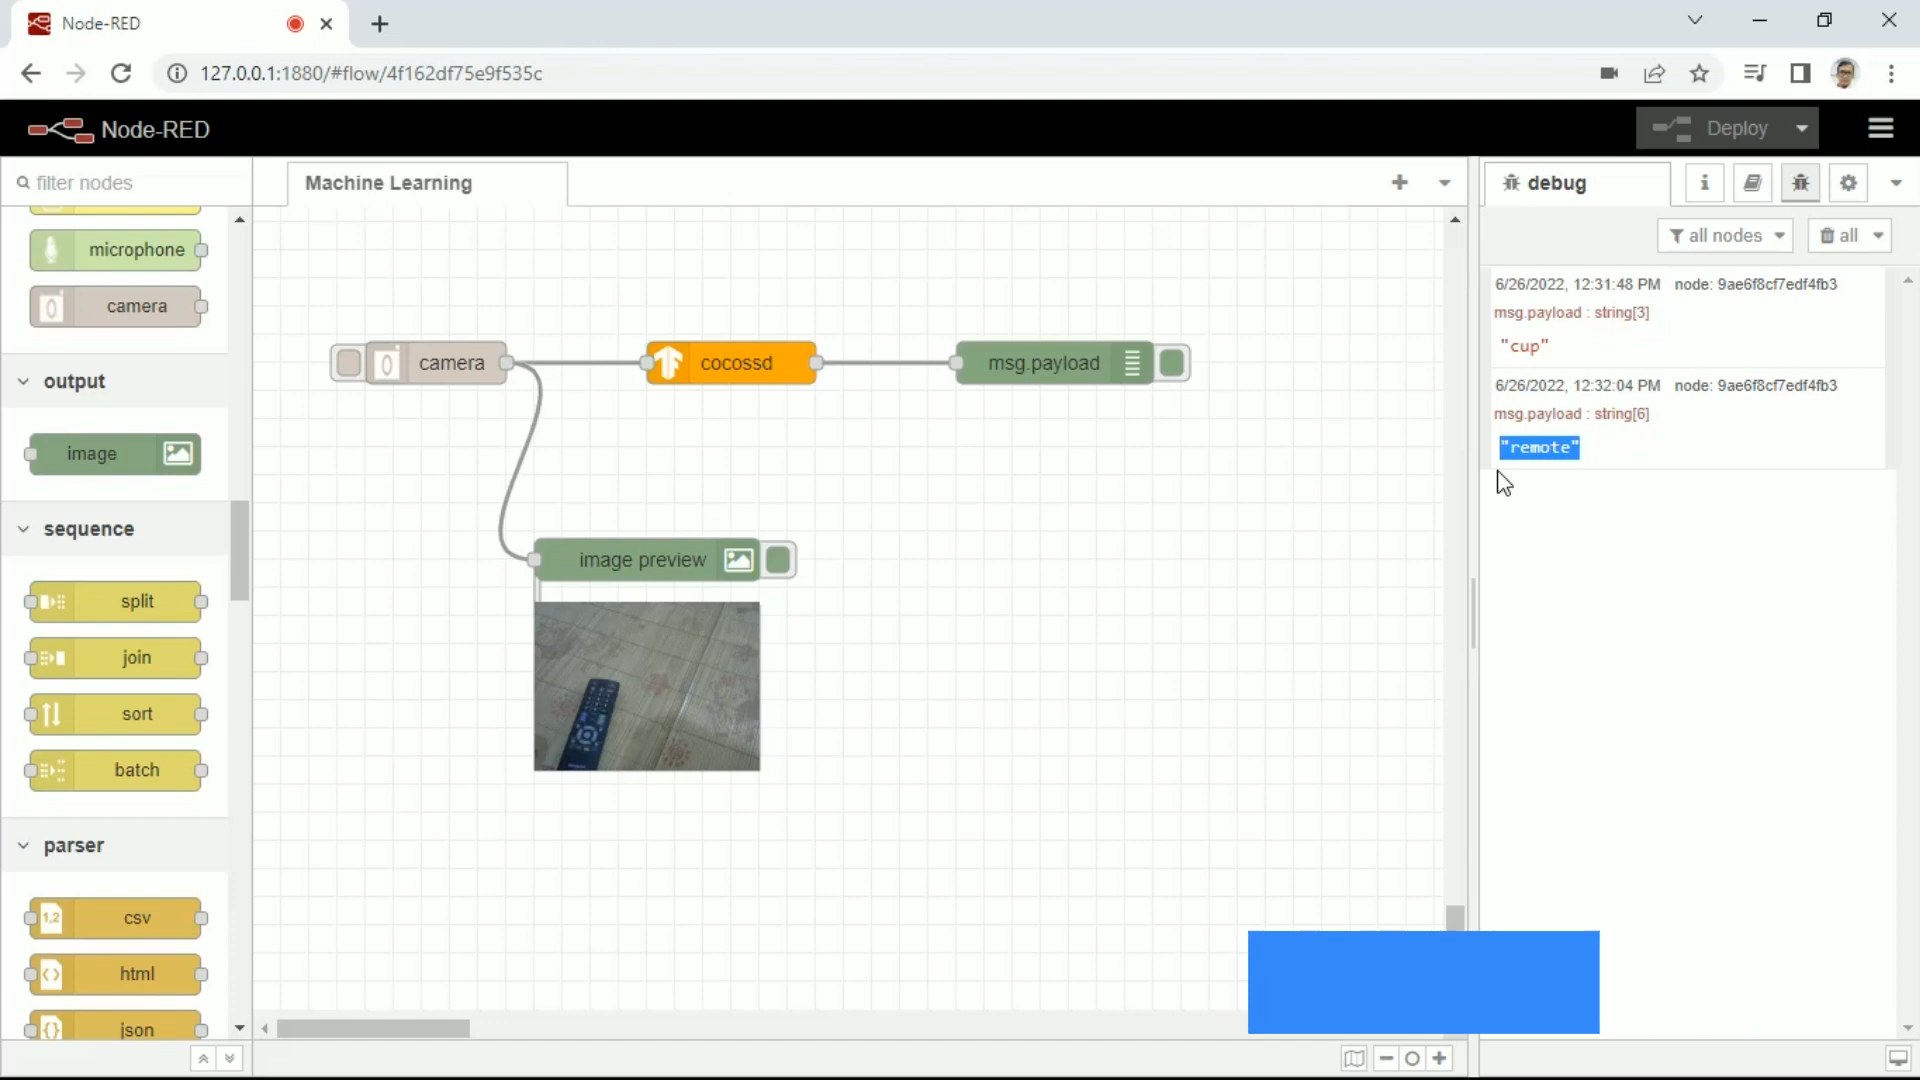 Node-RED
127.0.0.1:1880/#flow/4f162df75e9f535c
Node-RED
Deploy
filter nodes
microphone
camera
output
image
sequence
split
join
sort
batch
parser
csv
html
json
Machine Learning
camera
cocossd
msg.payload
image preview
debug
all nodes
all
6/26/2022, 12:31:48 PM node: 9ae6f8cf7edf4fb3
msg.payload : string[3]
"cup"
6/26/2022, 12:32:04 PM node: 9ae6f8cf7edf4fb3
msg.payload : string[6]
"remote"